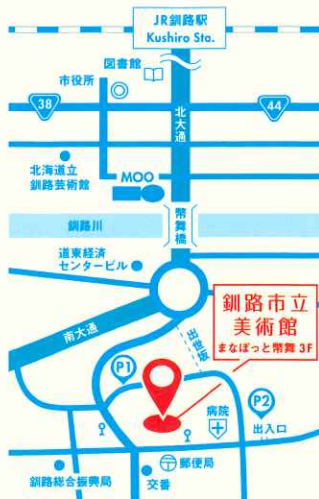 JR釧路駅
Kushiro Sta.
図書館
市役所
38
44
北大通
北海道立
釧路芸術館
MOO
釧路川
幣舞橋
道東経済
センタービル
釧路市立
美術館
まなぼっと幣舞 3F
南大通
出世坂
P1
P2
病院
出入口
郵便局
釧路総合振興局
交番